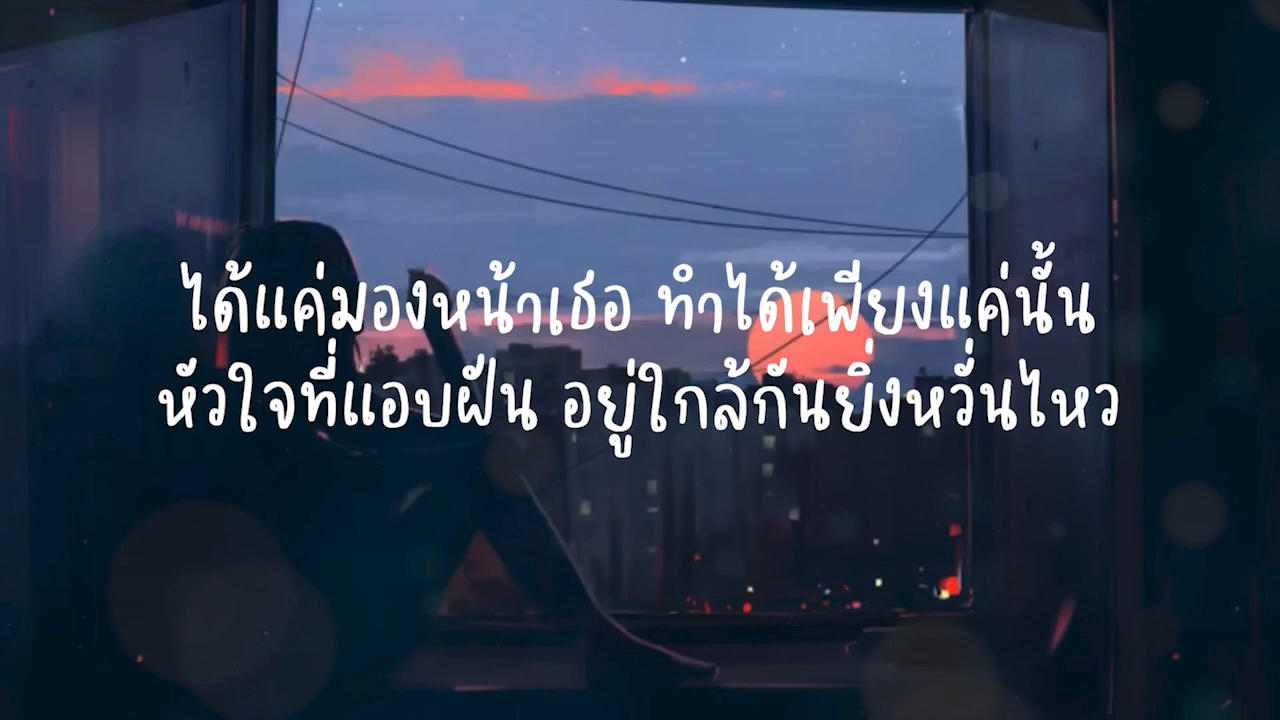 ได้แค่มองหน้าเธอ ทำได้เพียงแค่นั้น
หัวใจที่แอบฝัน อยู่ใกล้กันยิ่งหวั่นไหว